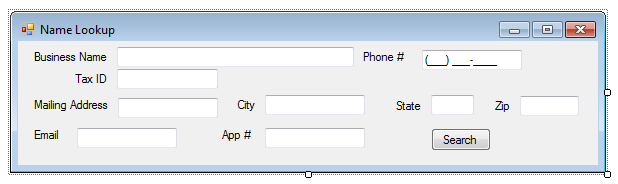 Name Lookup
Business Name Phone # (___) ___-____
Tax ID
Mailing Address City State Zip
Email App # Search